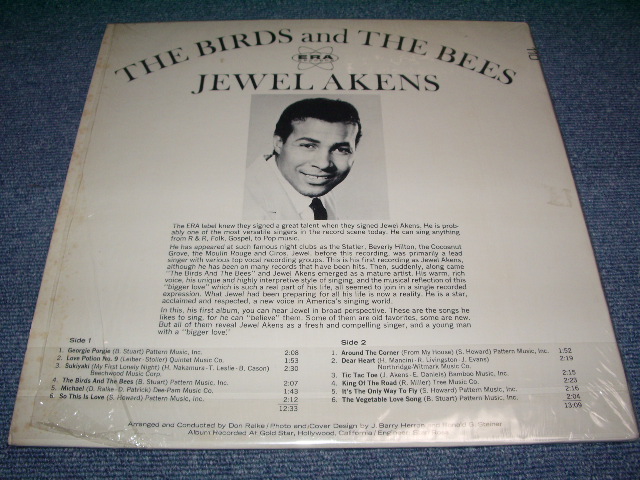 THE BIRDS and THE BEES
ERA
JEWEL AKENS
The ERA label knew they signed a great talent when they signed Jewel Akens. He is prob-
ably one of the most versatile singers in the record scene today. He can sing anything
from R & R, Folk, Gospel, to Pop music.
He has appeared at such famous night clubs as the Statler, Beverly Hilton, the Cocoanut
Grove, the Moulin Rouge and Ciros. Jewel, before this recording, was primarily a lead
singer with various top vocal recording groups. This is his first recording as Jewel Akens,
although he has been on many records that have been hits. Then, suddenly, along came
"The Birds And The Bees" and Jewel Akens emerged as a mature artist. His warm, rich
voice, his unique and highly interpretive style of singing, and the musical reflection of this
"bigger love" which is such a real part of his life, all seemed to join in a single recorded
expression. What Jewel had been preparing for all his life is now a reality. He is a star,
acclaimed and respected, a new voice in America's singing world.
In this, his first album, you can hear Jewel in broad perspective. These are the songs he
likes to sing, for he can "believe" them. Some of them are old favorites, some are new.
But all of them reveal Jewel Akens as a fresh and compelling singer, and a young man
with a "bigger love".
Side 1
1. Georgie Porgie (B. Stuart) Pattern Music, Inc. 2:08
2. Love Potion No. 9 (Leiber-Stoller) Quintet Music Co. 1:53
3. Sukiyaki (My First Lonely Night) (H. Nakamura-T. Leslie-B. Cason) 2:30
Beechwood Music Corp.
4. The Birds And The Bees (B. Stuart) Pattern Music, Inc. 2:07
5. Michael (D. Ralke-D. Patrick) Dee-Pam Music Co. 1:43
6. So This Is Love (S. Howard) Pattern Music, Inc. 2:12
12:33
Side 2
1. Around The Corner (From My House) (S. Howard) Pattern Music, Inc. 1:52
2. Dear Heart (H. Mancini-R. Livingston-J. Evans) 2:19
Northridge-Witmark Music Co.
3. Tic Tac Toe (J. Akens-E. Daniels) Bamboo Music, Inc. 2:15
4. King Of The Road (R. Miller) Tree Music Co. 2:23
5. It's The Only Way To Fly (S. Howard) Pattern Music, Inc. 2:16
6. The Vegetable Love Song (B. Stuart) Pattern Music, Inc. 2:04
13:09
Arranged and Conducted by Don Ralke/Photo and Cover Design by J. Barry Herron and Steiner
Album Recorded At Gold Star, Hollywood, California/Engineer, Stan Ross